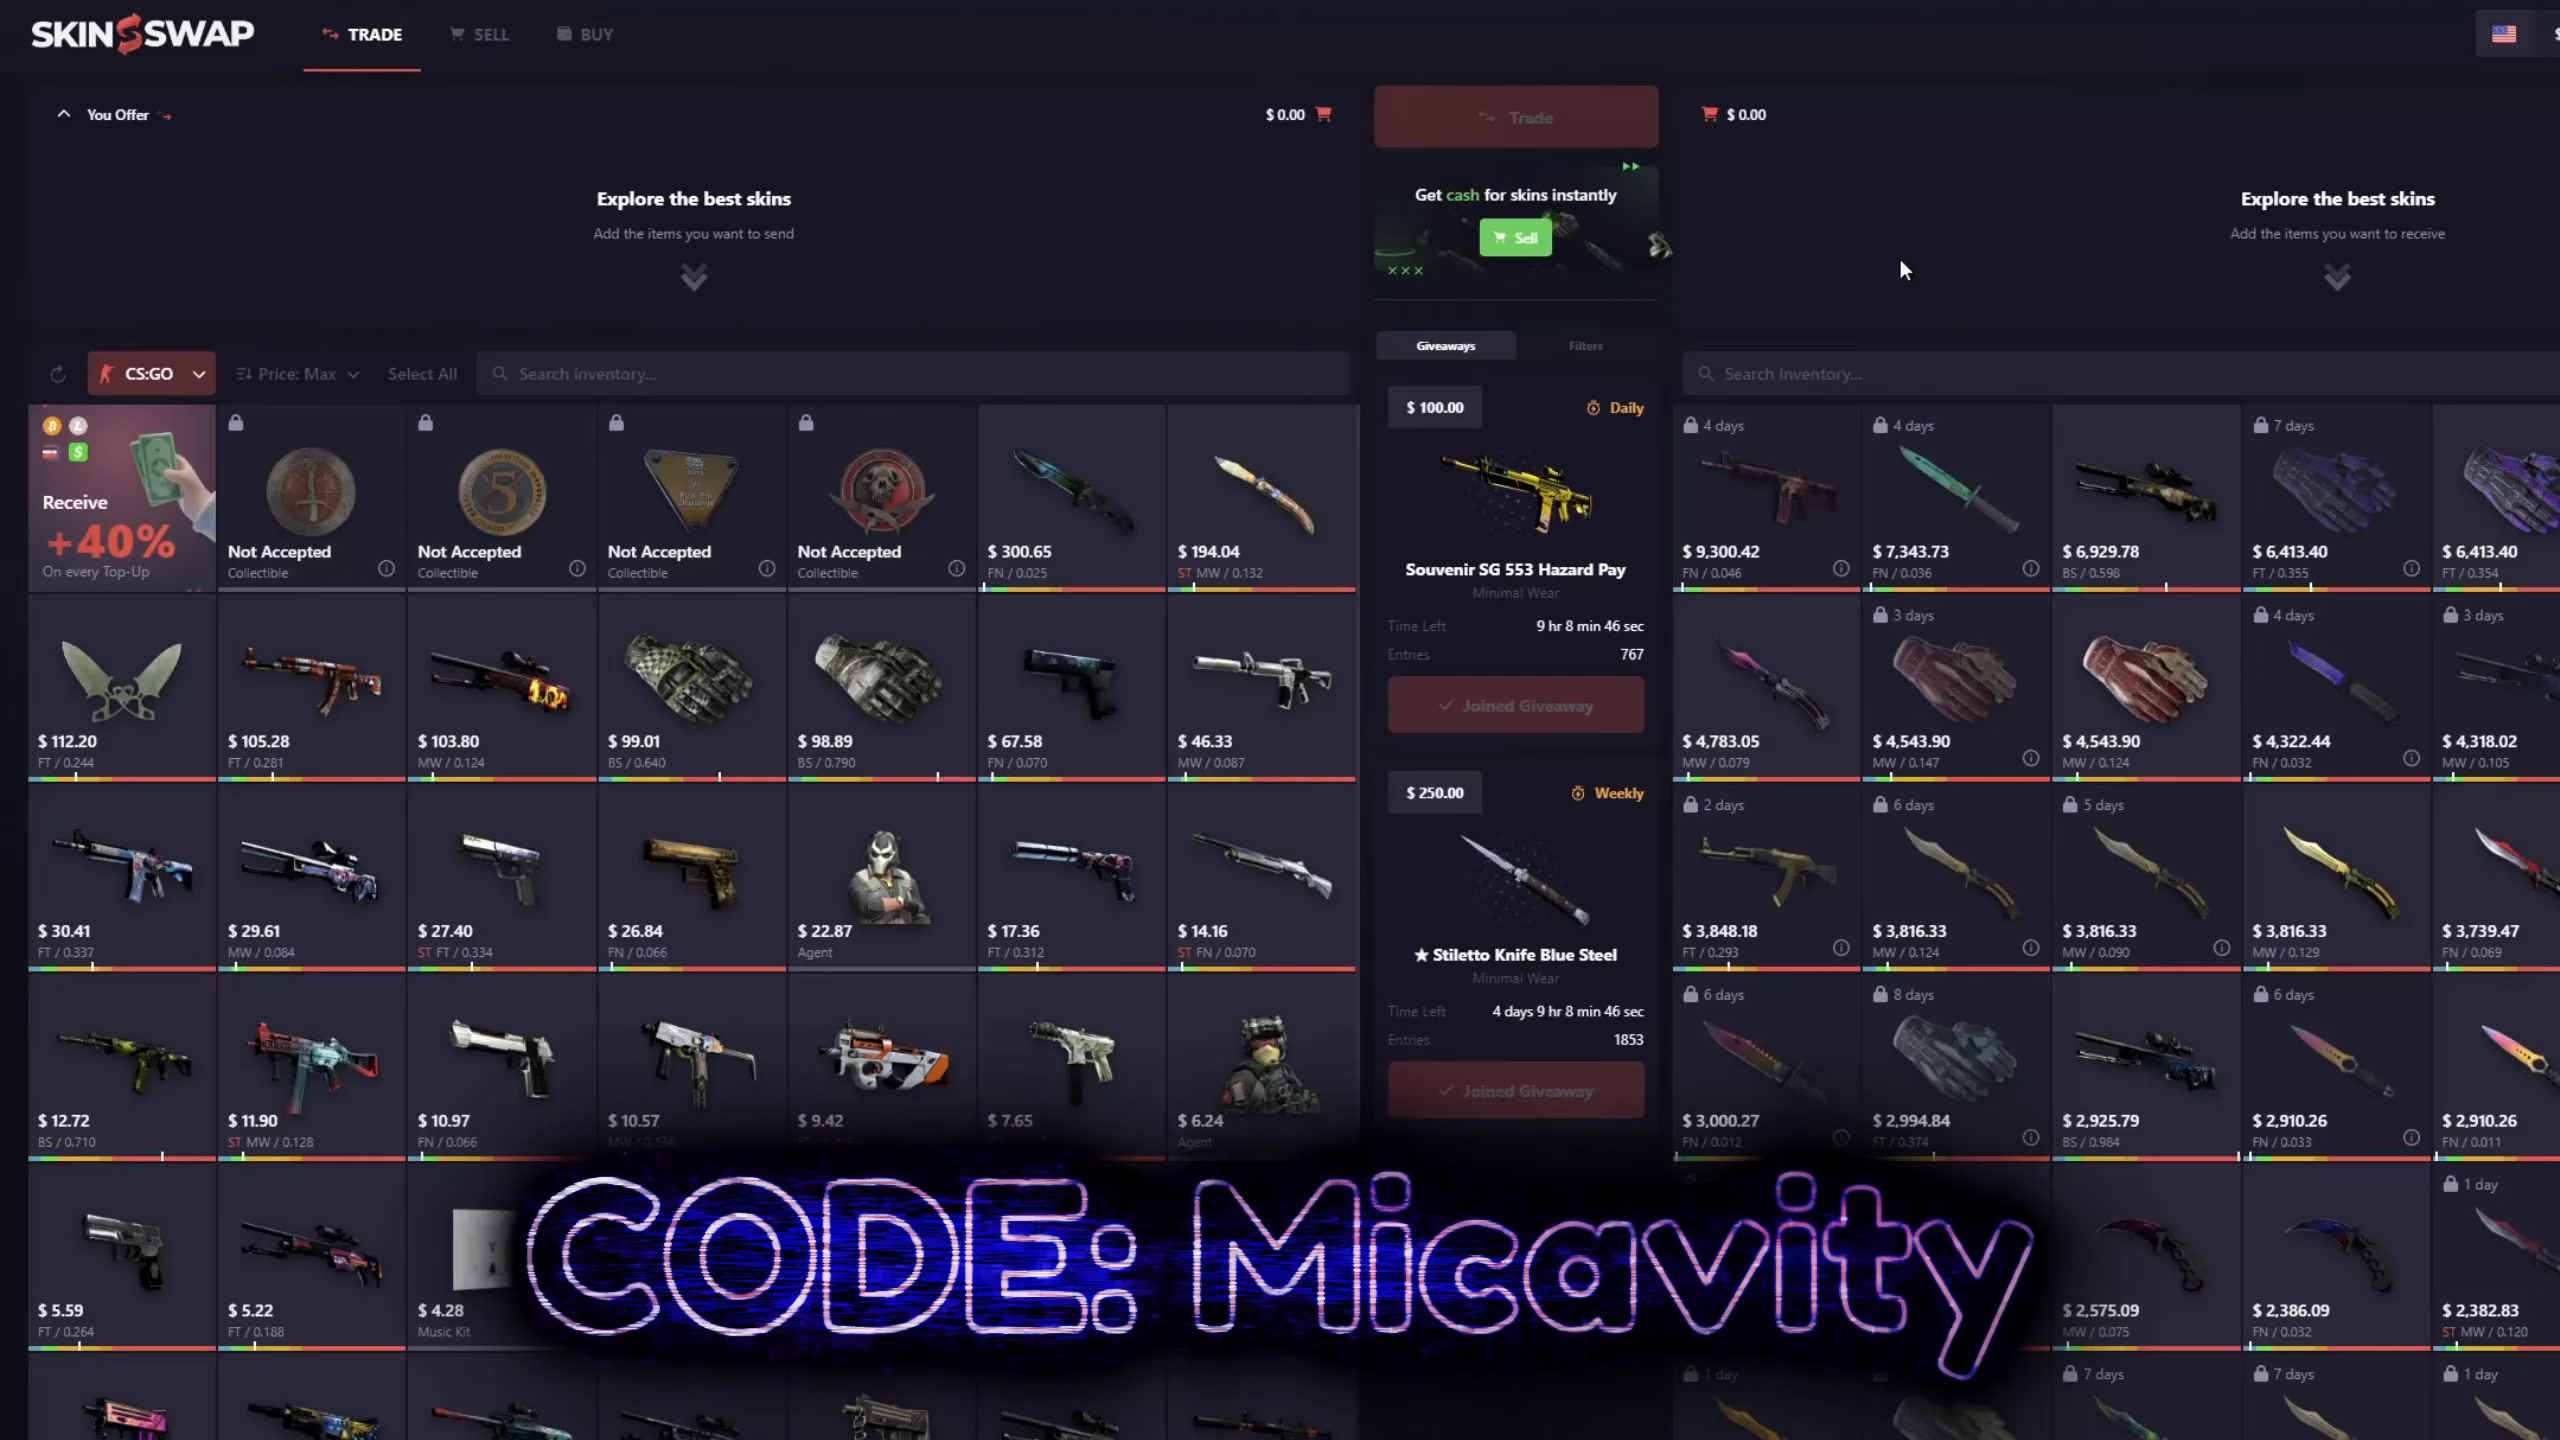 SKINSWAP
TRADE
SELL
BUY
You Offer
$ 0.00
Explore the best skins
Add the items you want to send
Trade
Get cash for skins instantly
Sell
$ 0.00
Explore the best skins
Add the items you want to receive
CS:GO
Price: Max
Select All
Search inventory...
Receive
+40%
On every Top-Up
Not Accepted
Collectible
Not Accepted
Collectible
Not Accepted
Collectible
Not Accepted
Collectible
$ 300.65
FN / 0.025
$ 194.04
ST MW / 0.132
$ 112.20
FT / 0.244
$ 105.28
FT / 0.281
$ 103.80
MW / 0.124
$ 99.01
BS / 0.640
$ 98.89
BS / 0.790
$ 67.58
FN / 0.070
$ 46.33
MW / 0.087
$ 30.41
FT / 0.337
$ 29.61
MW / 0.084
$ 27.40
ST FT / 0.334
$ 26.84
FN / 0.066
$ 22.87
Agent
$ 17.36
FT / 0.312
$ 14.16
ST FN / 0.070
$ 12.72
BS / 0.710
$ 11.90
ST MW / 0.128
$ 10.97
FN / 0.066
$ 10.57
MW / 0.134
$ 9.42
$ 7.65
$ 6.24
Agent
$ 5.59
FT / 0.264
$ 5.22
FT / 0.188
$ 4.28
Music Kit
Giveaways
Filters
$ 100.00
Daily
Souvenir SG 553 Hazard Pay
Minimal Wear
Time Left
9 hr 8 min 46 sec
Entries
767
Joined Giveaway
$ 250.00
Weekly
★ Stiletto Knife Blue Steel
Minimal Wear
Time Left
4 days 9 hr 8 min 46 sec
Entries
1853
Joined Giveaway
Search inventory...
4 days
$ 9,300.42
FN / 0.046
4 days
$ 7,343.73
FN / 0.036
$ 6,929.78
BS / 0.598
7 days
$ 6,413.40
FT / 0.355
$ 6,413.40
FT / 0.354
$ 4,783.05
MW / 0.079
3 days
$ 4,543.90
MW / 0.147
$ 4,543.90
MW / 0.124
4 days
$ 4,322.44
FN / 0.032
3 days
$ 4,318.02
MW / 0.105
2 days
$ 3,848.18
FT / 0.293
6 days
$ 3,816.33
MW / 0.124
5 days
$ 3,816.33
MW / 0.090
$ 3,816.33
MW / 0.129
$ 3,739.47
FN / 0.069
6 days
$ 3,000.27
FN / 0.012
8 days
$ 2,994.84
FT / 0.374
$ 2,925.79
BS / 0.984
6 days
$ 2,910.26
FN / 0.033
$ 2,910.26
FN / 0.011
$ 2,575.09
MW / 0.075
$ 2,386.09
FN / 0.032
1 day
$ 2,382.83
ST MW / 0.120
1 day
7 days
7 days
1 day
CODE: Micavity